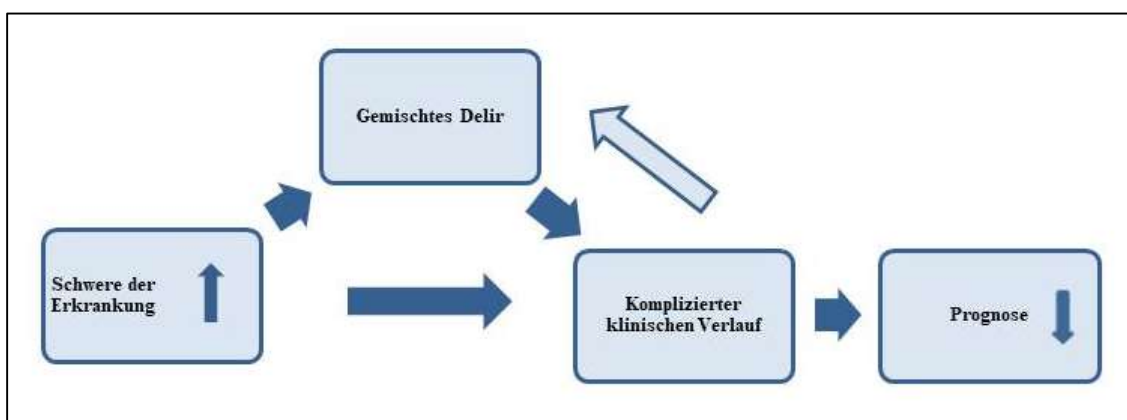 Gemischtes Delir
Schwere der
Erkrankung
Komplizierter
klinischen Verlauf
Prognose